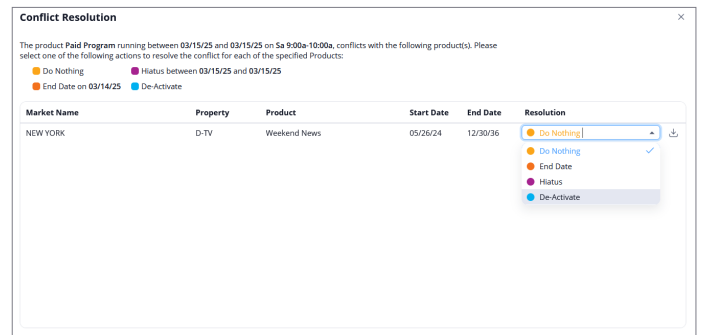 Conflict Resolution
The product Paid Program running between 03/15/25 and 03/15/25 on Sa 9:00a-10:00a, conflicts with the following product(s). Please
select one of the following actions to resolve the conflict for each of the specified Products:
Do Nothing Hiatus between 03/15/25 and 03/15/25
End Date on 03/14/25 De-Activate
Market Name Property Product Start Date End Date Resolution
NEW YORK D-TV Weekend News 05/26/24 12/30/36 Do Nothing
Do Nothing
End Date
Hiatus
De-Activate